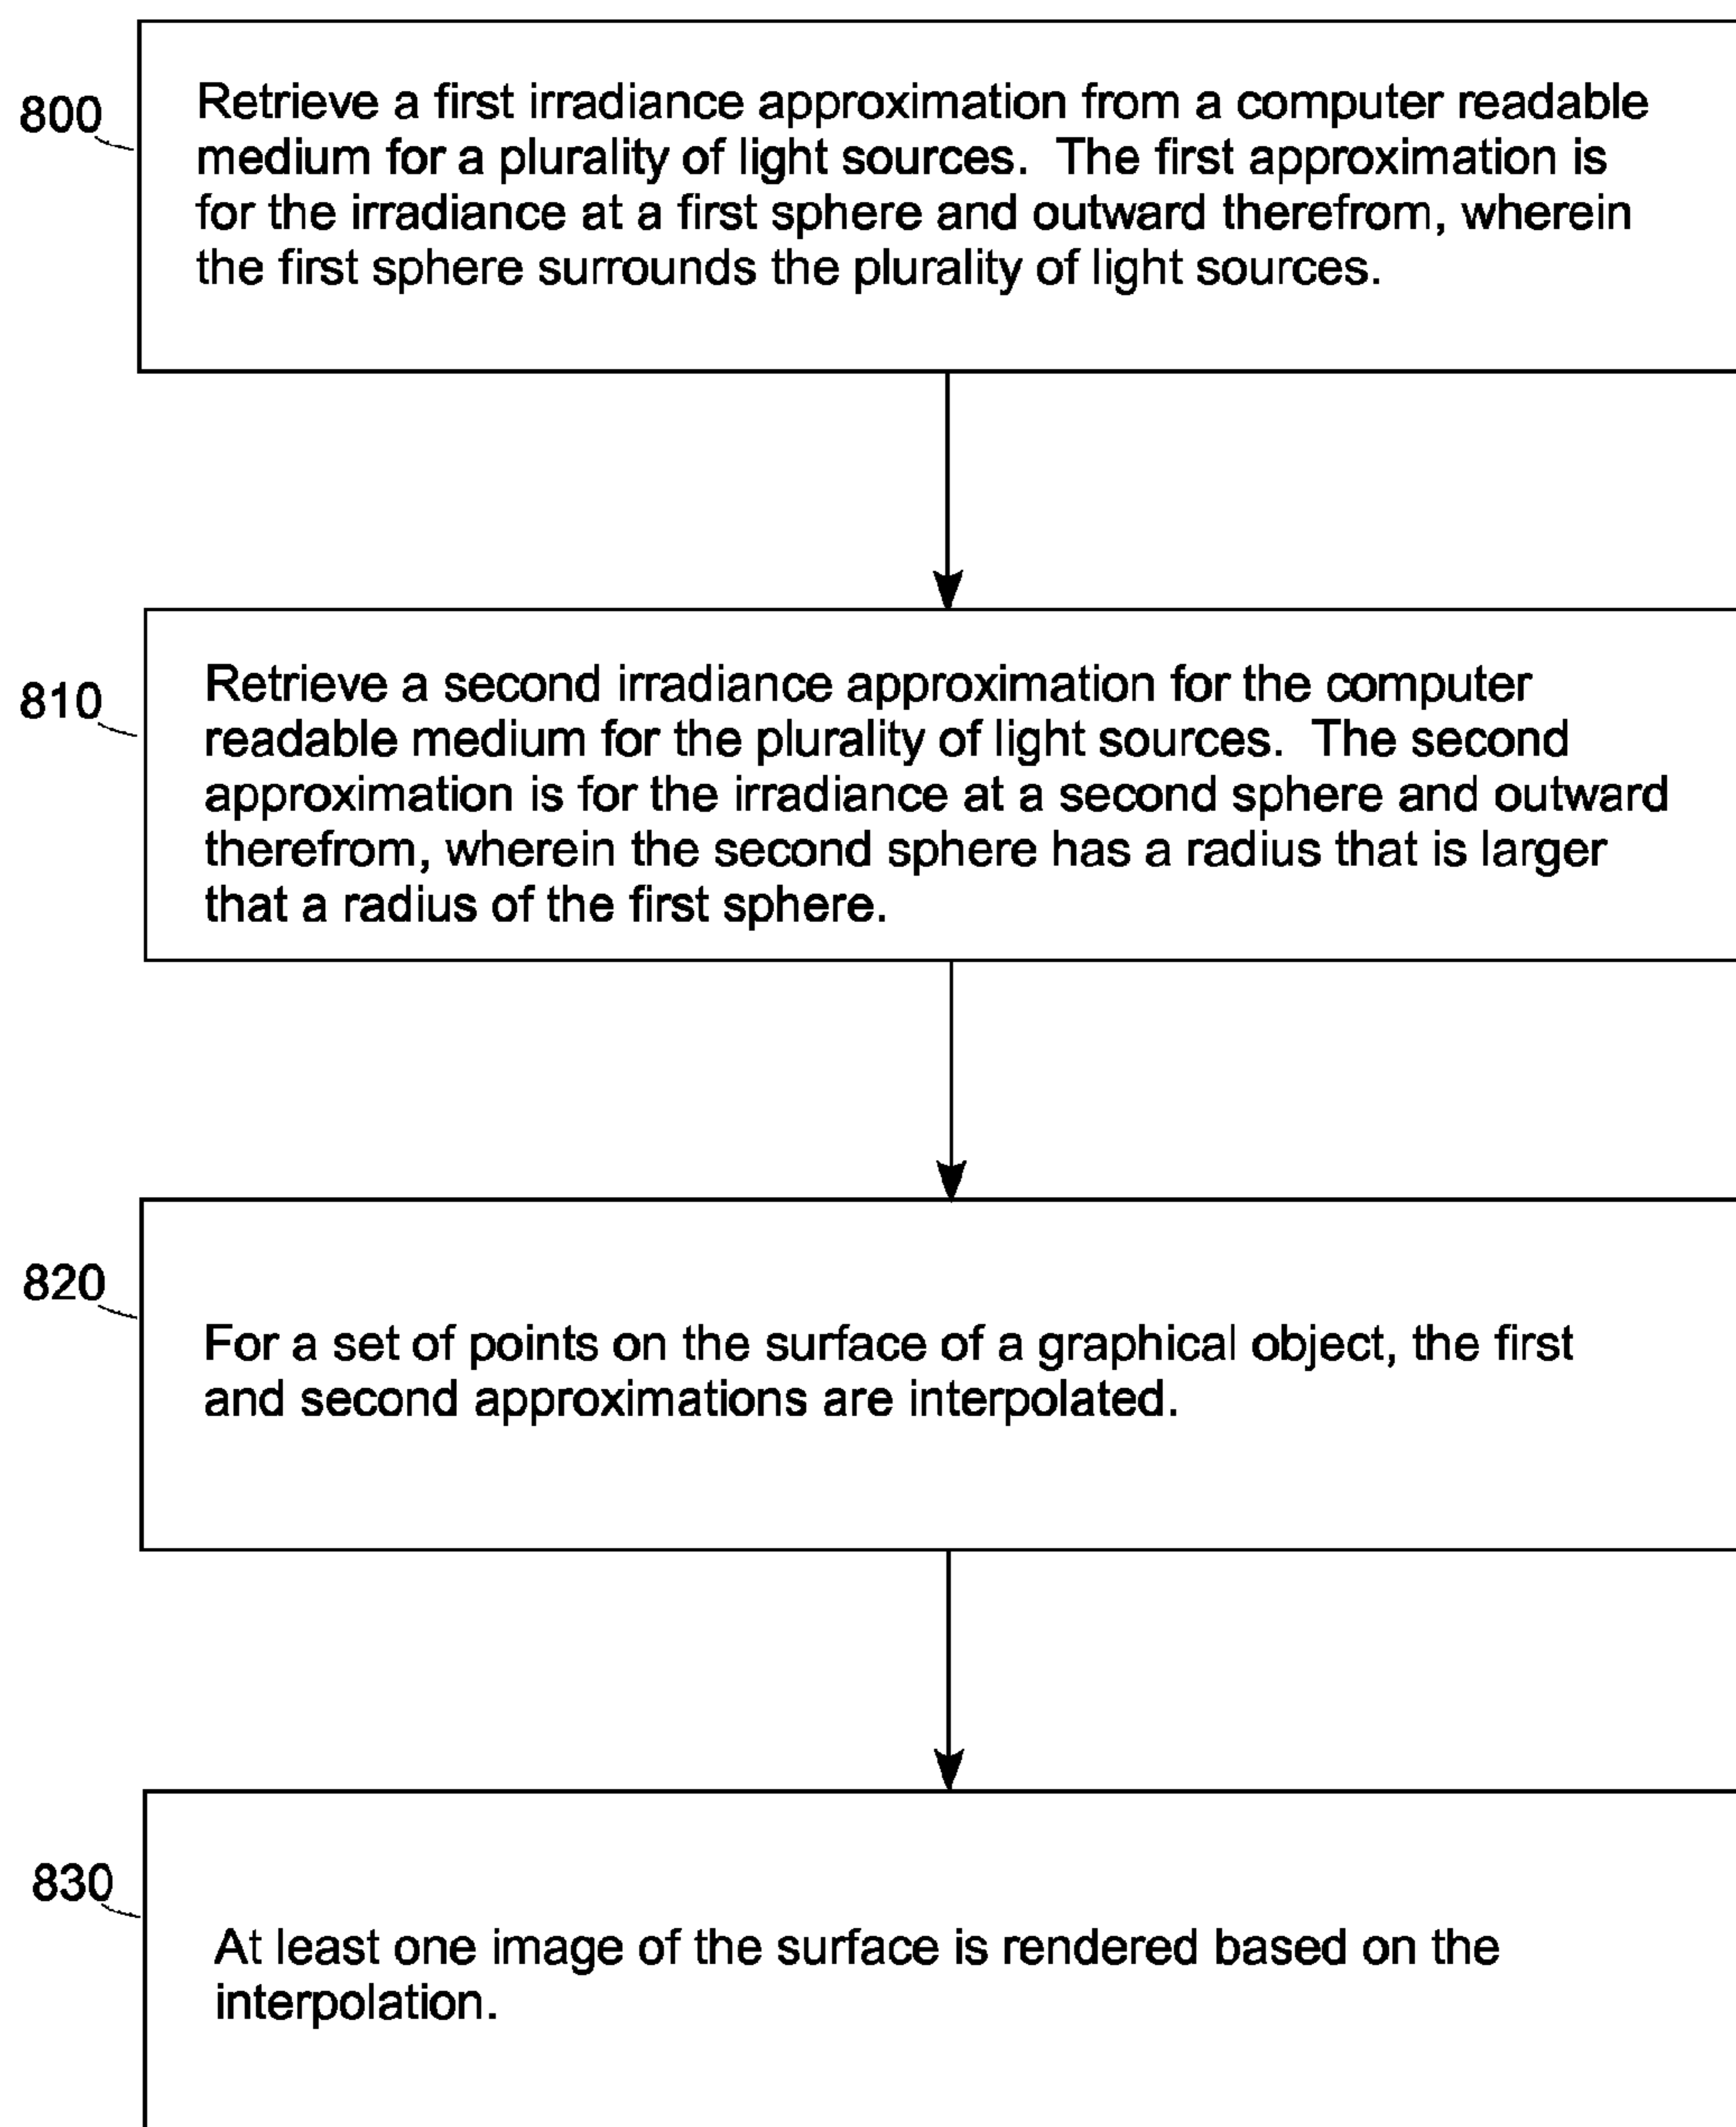 800
Retrieve a first irradiance approximation from a computer readable
medium for a plurality of light sources. The first approximation is
for the irradiance at a first sphere and outward therefrom, wherein
the first sphere surrounds the plurality of light sources.
810
Retrieve a second irradiance approximation for the computer
readable medium for the plurality of light sources. The second
approximation is for the irradiance at a second sphere and outward
therefrom, wherein the second sphere has a radius that is larger
that a radius of the first sphere.
820
For a set of points on the surface of a graphical object, the first
and second approximations are interpolated.
830
At least one image of the surface is rendered based on the
interpolation.